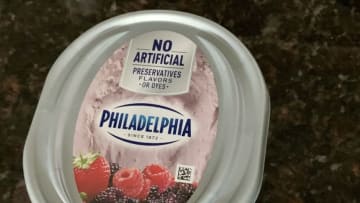 NO
ARTIFICIAL
PRESERVATIVES
FLAVORS
• OR DYES •
PHILADELPHIA
SINCE 1872